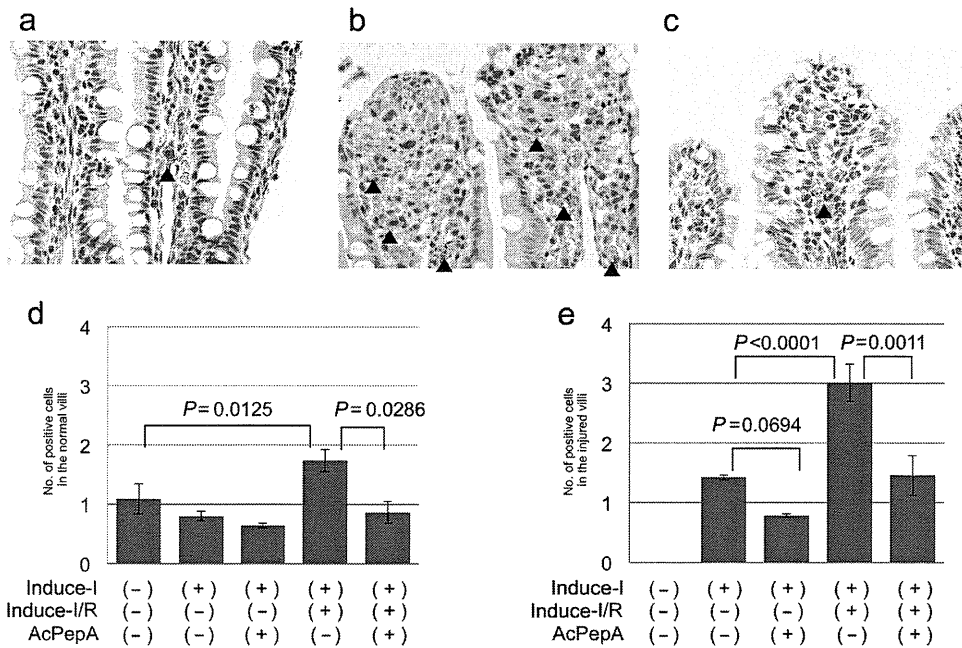 a
b
c
d
4
3
2
1
0
No. of positive cells
in the normal villi
P=0.0125
P=0.0286
Induce-I (-) (+) (+) (+) (+)
Induce-I/R (-) (-) (-) (+) (+)
AcPepA (-) (-) (+) (-) (+)
e
4
3
2
1
0
No. of positive cells
in the injured villi
P<0.0001
P=0.0011
P=0.0694
Induce-I (-) (+) (+) (+) (+)
Induce-I/R (-) (-) (-) (+) (+)
AcPepA (-) (-) (+) (-) (+)